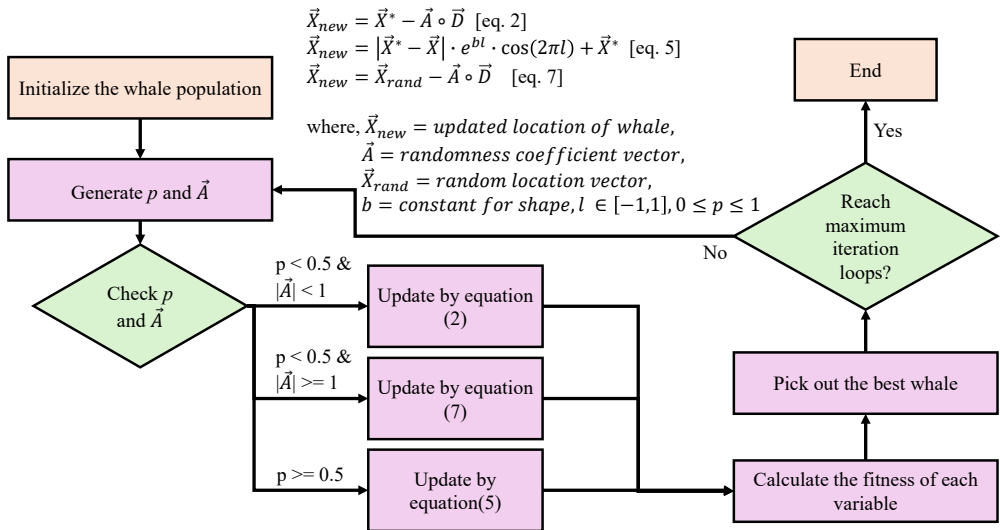 X⃗new = X⃗* − A⃗ ∘ D⃗ [eq. 2]
X⃗new = |X⃗* − X⃗| · e^bl · cos(2πl) + X⃗* [eq. 5]
X⃗new = X⃗rand − A⃗ ∘ D⃗ [eq. 7]
where, X⃗new = updated location of whale,
A⃗ = randomness coefficient vector,
X⃗rand = random location vector,
b = constant for shape, l ∈ [−1,1], 0 ≤ p ≤ 1
Initialize the whale population
Generate p and A⃗
Check p
and A⃗
p < 0.5 &
|A⃗| < 1
Update by equation
(2)
p < 0.5 &
|A⃗| >= 1
Update by equation
(7)
p >= 0.5
Update by
equation(5)
Calculate the fitness of each
variable
Pick out the best whale
Reach
maximum
iteration
loops?
No
Yes
End